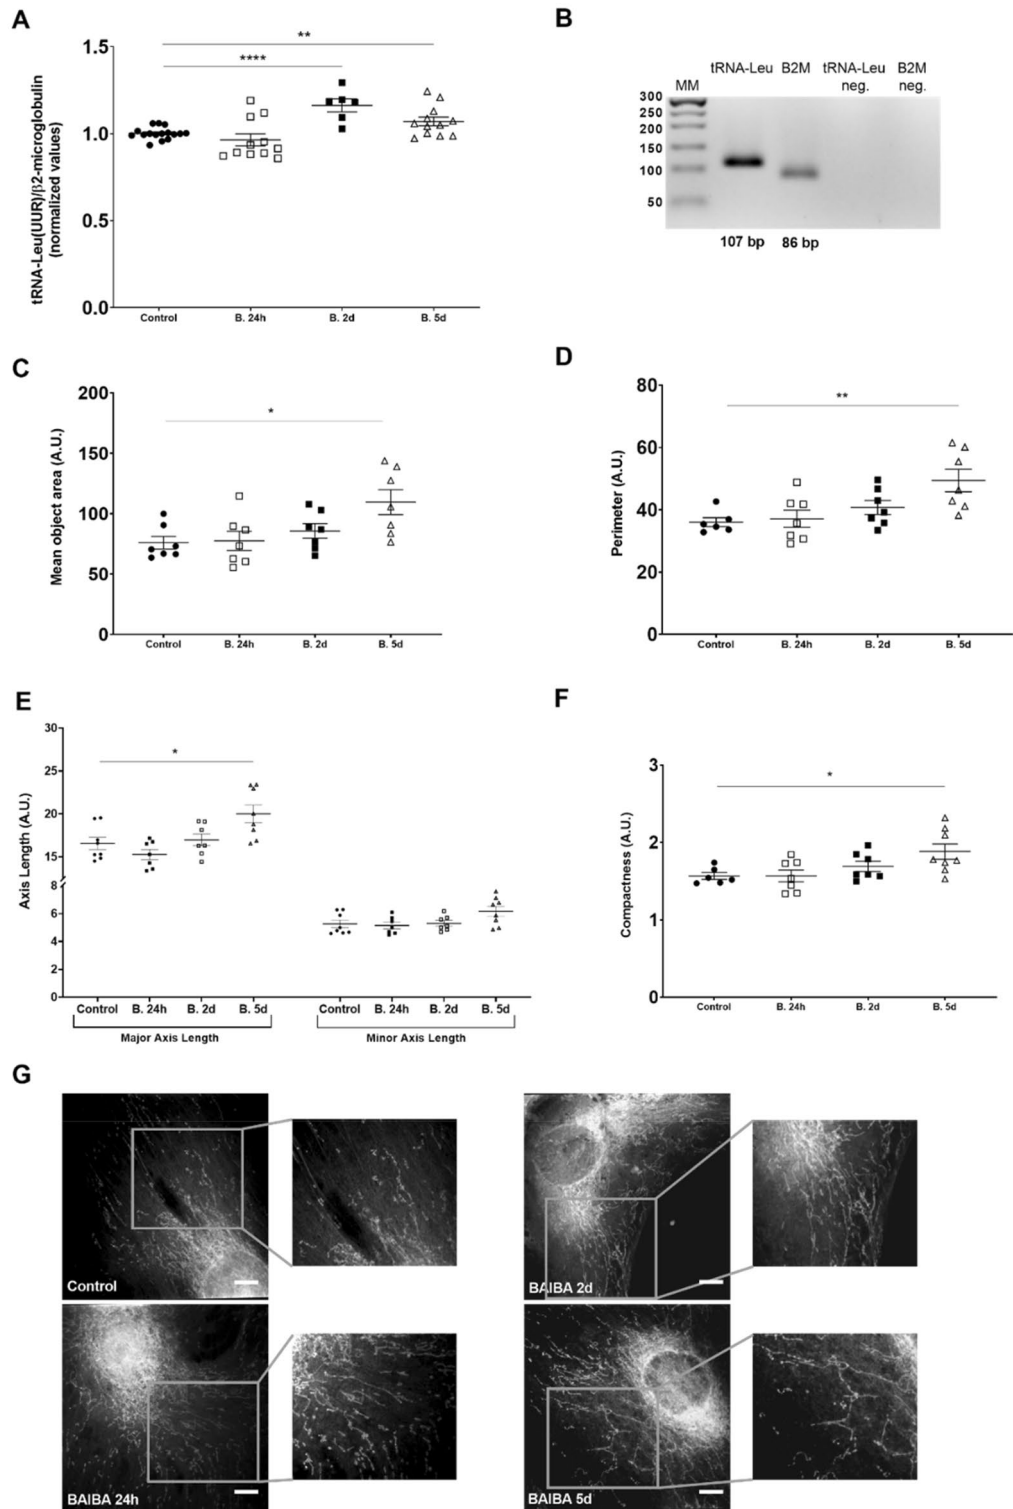 A
tRNA-Leu(UUR)/β2-microglobulin
(normalized values)
1.5
1.0
0.5
0.0
**
****
Control
B. 24h
B. 2d
B. 5d
B
tRNA-Leu B2M tRNA-Leu B2M
MM neg. neg.
300
250
200
150
100
50
107 bp 86 bp
C
Mean object area (A.U.)
200
150
100
50
0
*
Control
B. 24h
B. 2d
B. 5d
D
Perimeter (A.U.)
80
60
40
20
0
**
Control
B. 24h
B. 2d
B. 5d
E
Axis Length (A.U.)
30
25
20
15
8
6
4
2
0
*
Control B. 24h B. 2d B. 5d Control B. 24h B. 2d B. 5d
Major Axis Length Minor Axis Length
F
Compactness (A.U.)
3
2
1
0
*
Control
B. 24h
B. 2d
B. 5d
G
Control
BAIBA 2d
BAIBA 24h
BAIBA 5d